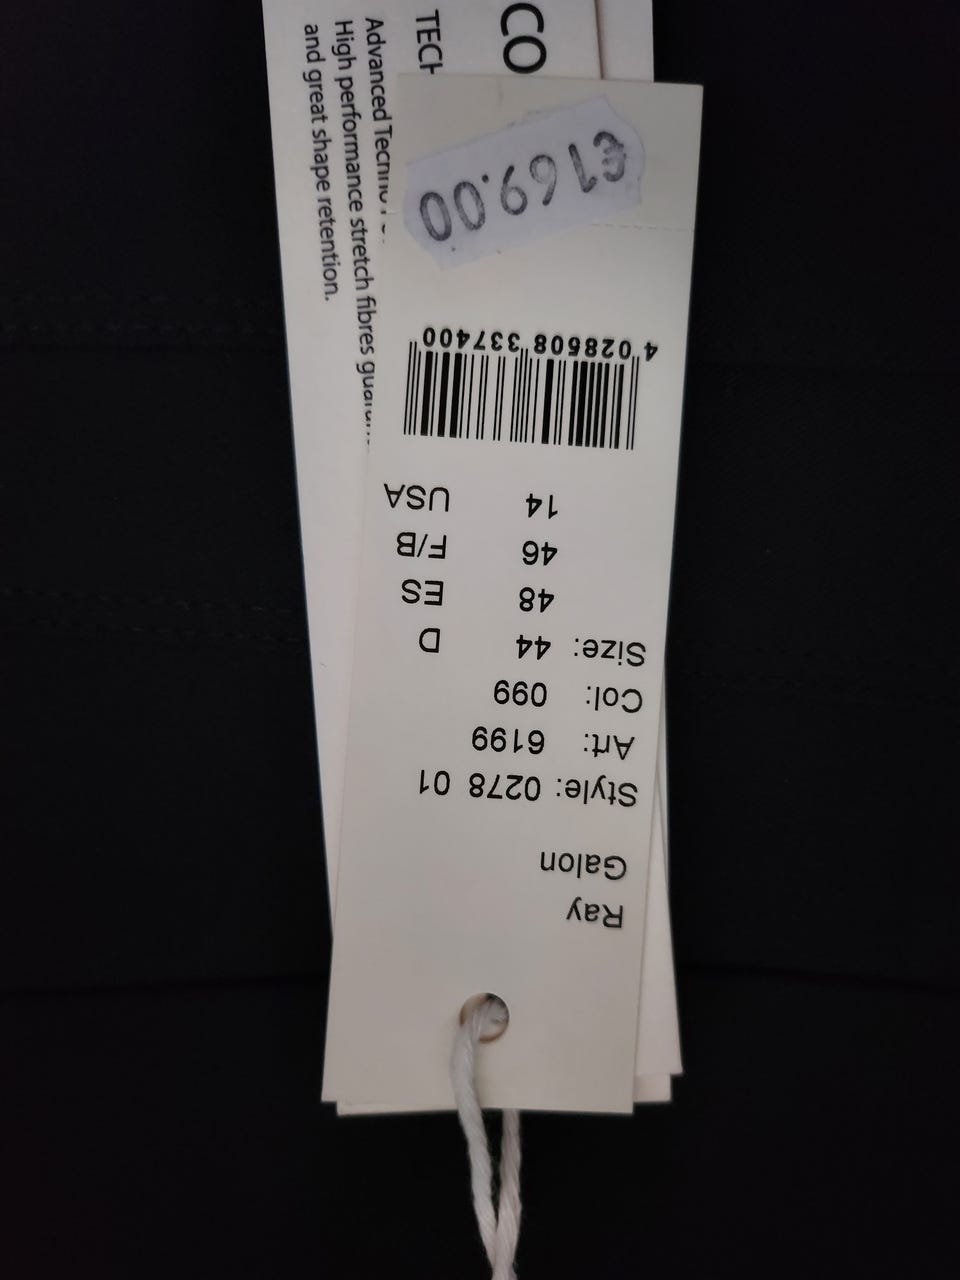 Ray
Galon
Style: 0278 01
Art: 6199
Col: 099
Size: 44 D
48 ES
46 F/B
14 USA
4 028508 337400
€169.00
CO
TECH
Advanced
High performance stretch fibres
and great shape retention.